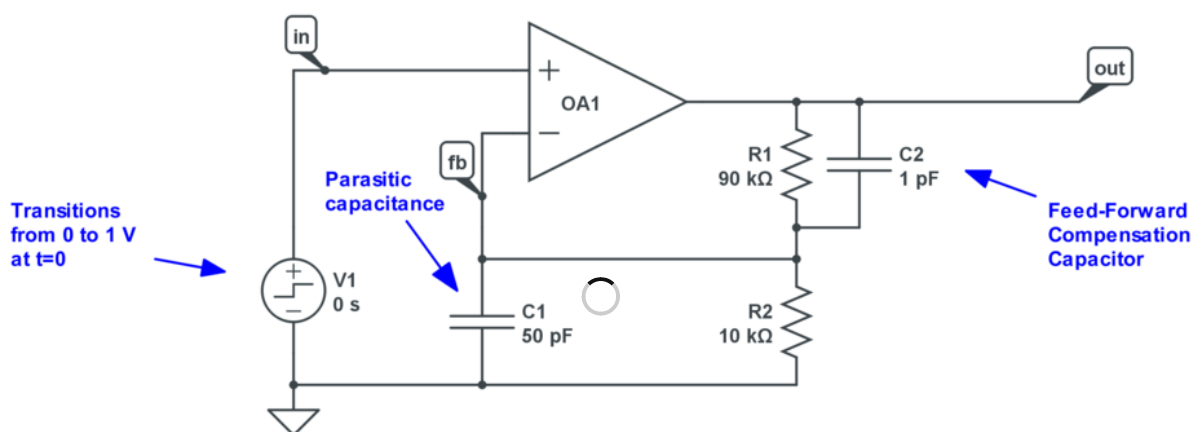 in
out
+
OA1
−
fb
R1
90 kΩ
C2
1 pF
Parasitic
capacitance
Transitions
from 0 to 1 V
at t=0
Feed-Forward
Compensation
Capacitor
+
−
V1
0 s
C1
50 pF
R2
10 kΩ